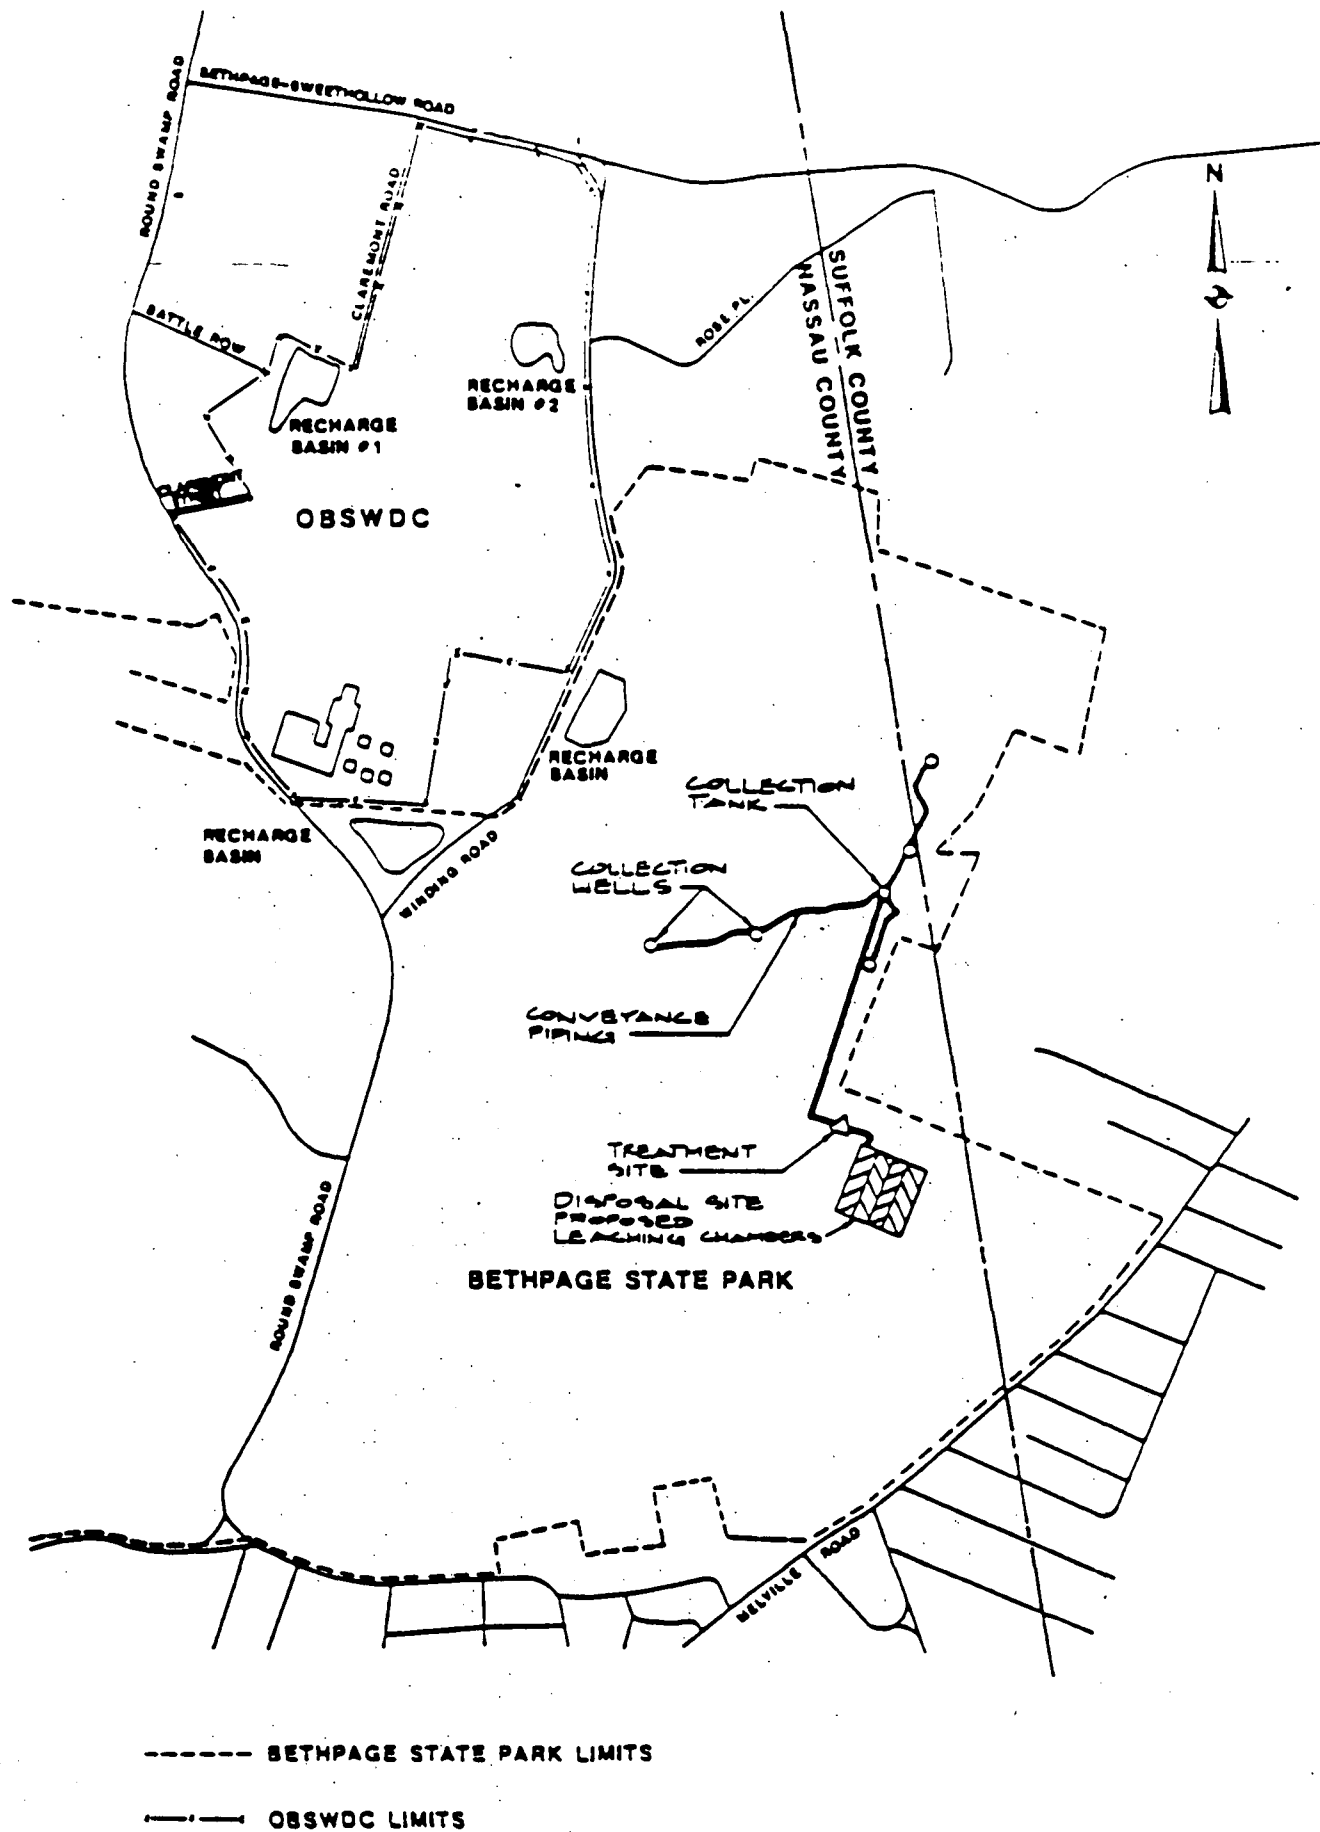 BETHPAGE-SWEETHOLLOW ROAD
ROUND SWAMP ROAD
CLAREMONT ROAD
N
BATTLE ROW
ROSE PL.
SUFFOLK COUNTY
NASSAU COUNTY
RECHARGE
BASIN #2
RECHARGE
BASIN #1
CLAREMONT
OBSWDC
RECHARGE
BASIN
RECHARGE
BASIN
WINDING ROAD
COLLECTION
TANK
COLLECTION
WELLS
CONVEYANCE
PIPING
TREATMENT
SITE
DISPOSAL SITE
PROPOSED
LEACHING CHAMBERS
BETHPAGE STATE PARK
ROUND SWAMP ROAD
MELVILLE ROAD
BETHPAGE STATE PARK LIMITS
OBSWDC LIMITS